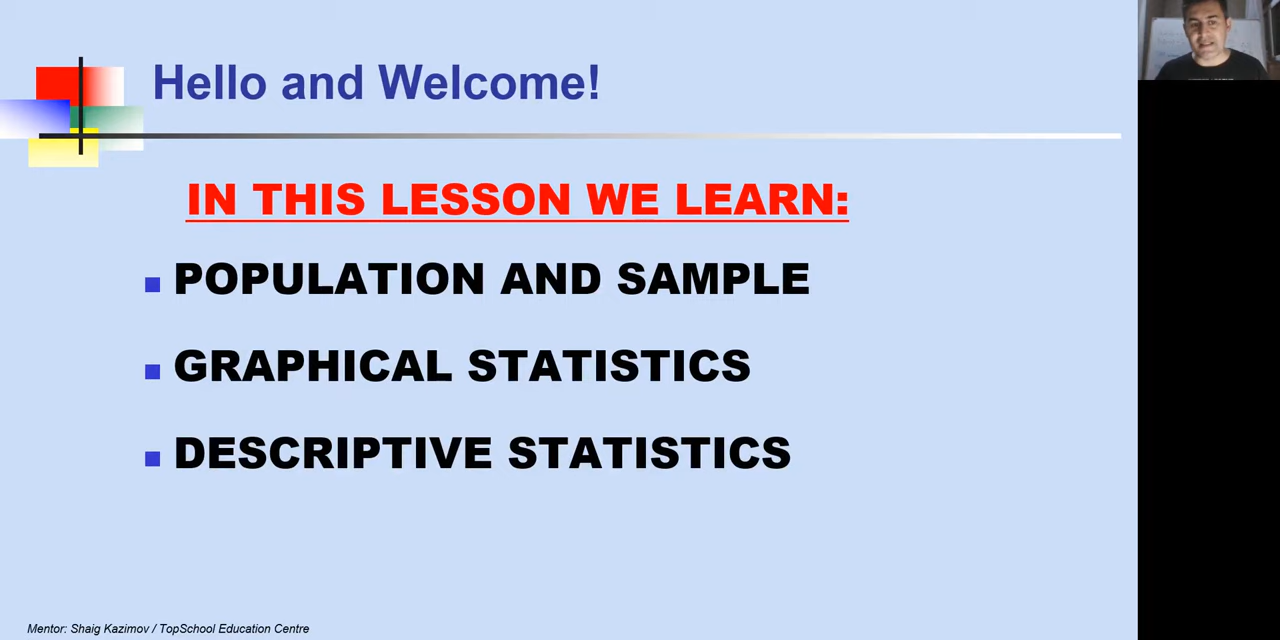 Hello and Welcome!
IN THIS LESSON WE LEARN:
POPULATION AND SAMPLE
GRAPHICAL STATISTICS
DESCRIPTIVE STATISTICS
Mentor: Shaig Kazimov / TopSchool Education Centre